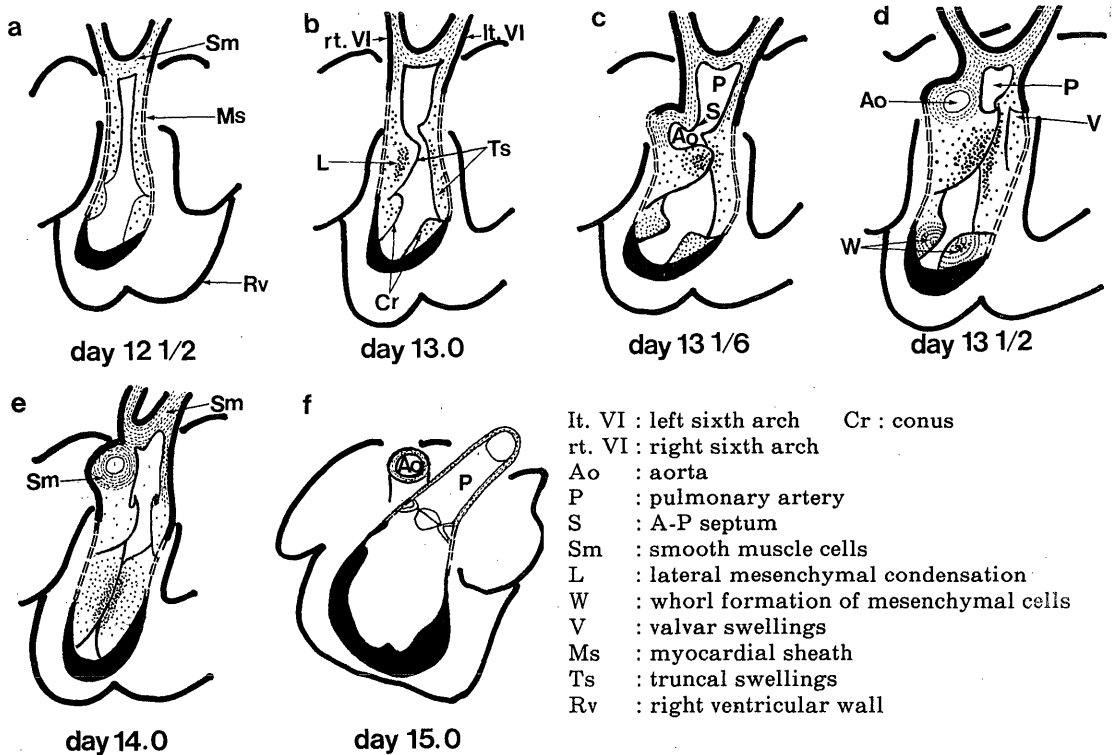 a
Sm
Ms
Rv
day 12 1/2
b
rt. VI
lt. VI
L
Ts
Cr
day 13.0
c
P
S
Ao
day 13 1/6
d
Ao
P
V
W
day 13 1/2
e
Sm
Sm
day 14.0
f
Ao
P
day 15.0
lt. VI : left sixth arch Cr : conus
rt. VI : right sixth arch
Ao : aorta
P : pulmonary artery
S : A-P septum
Sm : smooth muscle cells
L : lateral mesenchymal condensation
W : whorl formation of mesenchymal cells
V : valvar swellings
Ms : myocardial sheath
Ts : truncal swellings
Rv : right ventricular wall